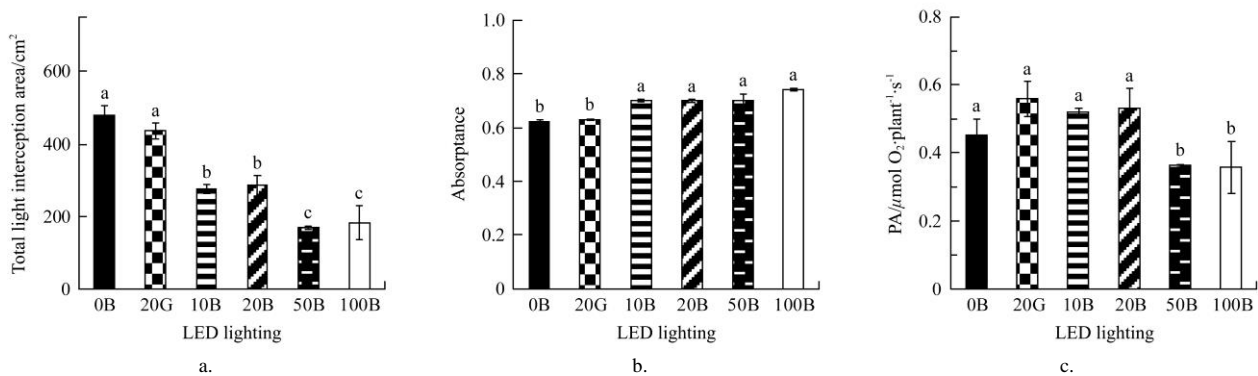 Total light interception area/cm²
600
400
200
0
a
a
b
b
c
c
0B 20G 10B 20B 50B 100B
LED lighting
a.
Absorptance
1.0
0.8
0.6
0.4
0.2
0
b
b
a
a
a
a
0B 20G 10B 20B 50B 100B
LED lighting
b.
PA/μmol O₂·plant⁻¹·s⁻¹
0.8
0.6
0.4
0.2
0
a
a
a
a
b
b
0B 20G 10B 20B 50B 100B
LED lighting
c.